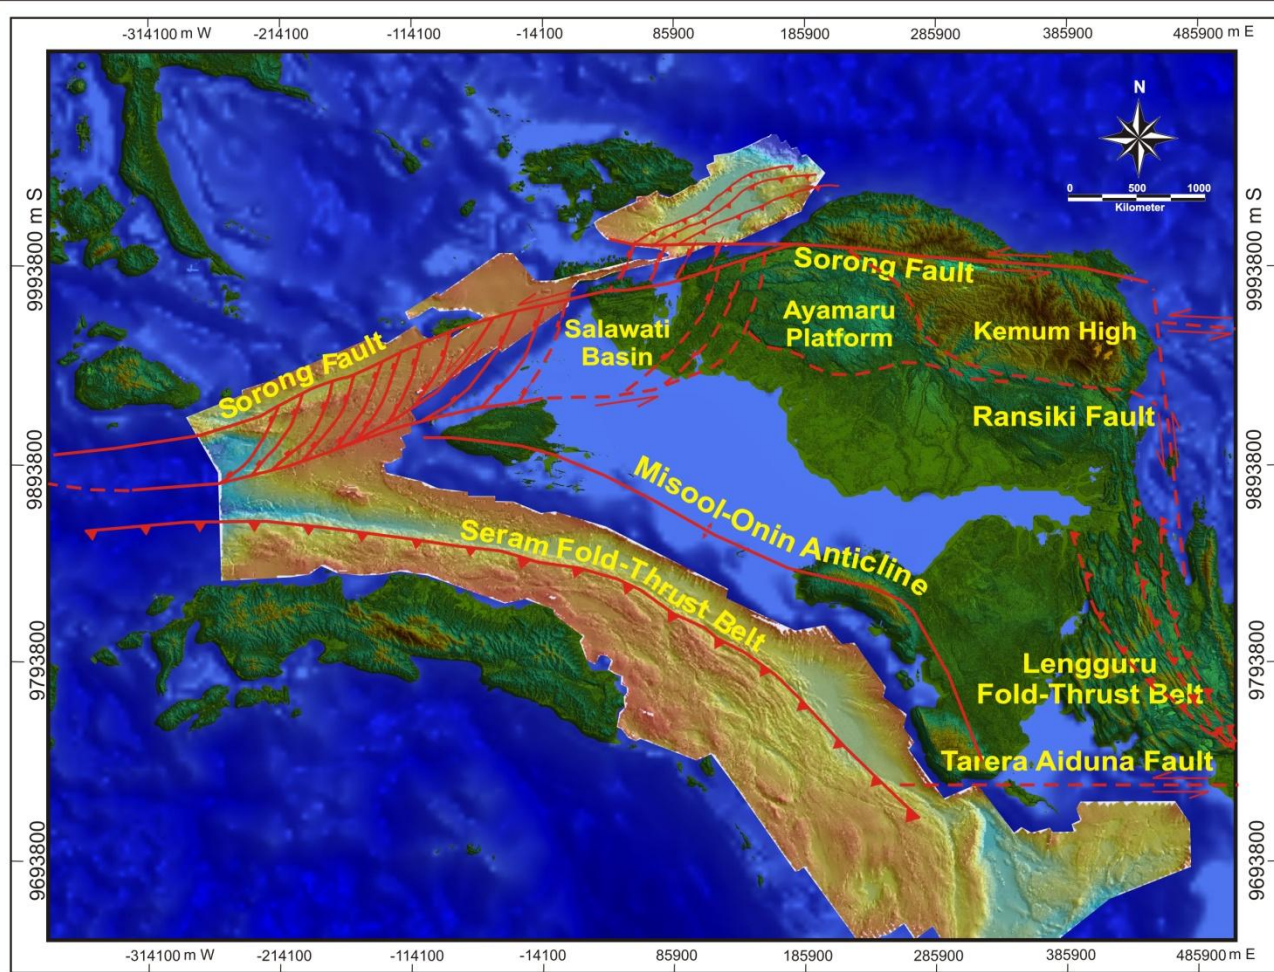 -314100 m W
-214100
-114100
-14100
85900
185900
285900
385900
485900 m E
N
0 500 1000
Kilometer
9993800 m S
9993800 m S
Sorong Fault
Ayamaru
Platform
Kemum High
Salawati
Basin
Sorong Fault
Ransiki Fault
9893800
9893800
Misool-Onin Anticline
Seram Fold-Thrust Belt
9793800
9793800
Lengguru
Fold-Thrust Belt
Tarera Aiduna Fault
9693800
9693800
-314100 m W
-214100
-114100
-14100
85900
185900
285900
385900
485900 m E